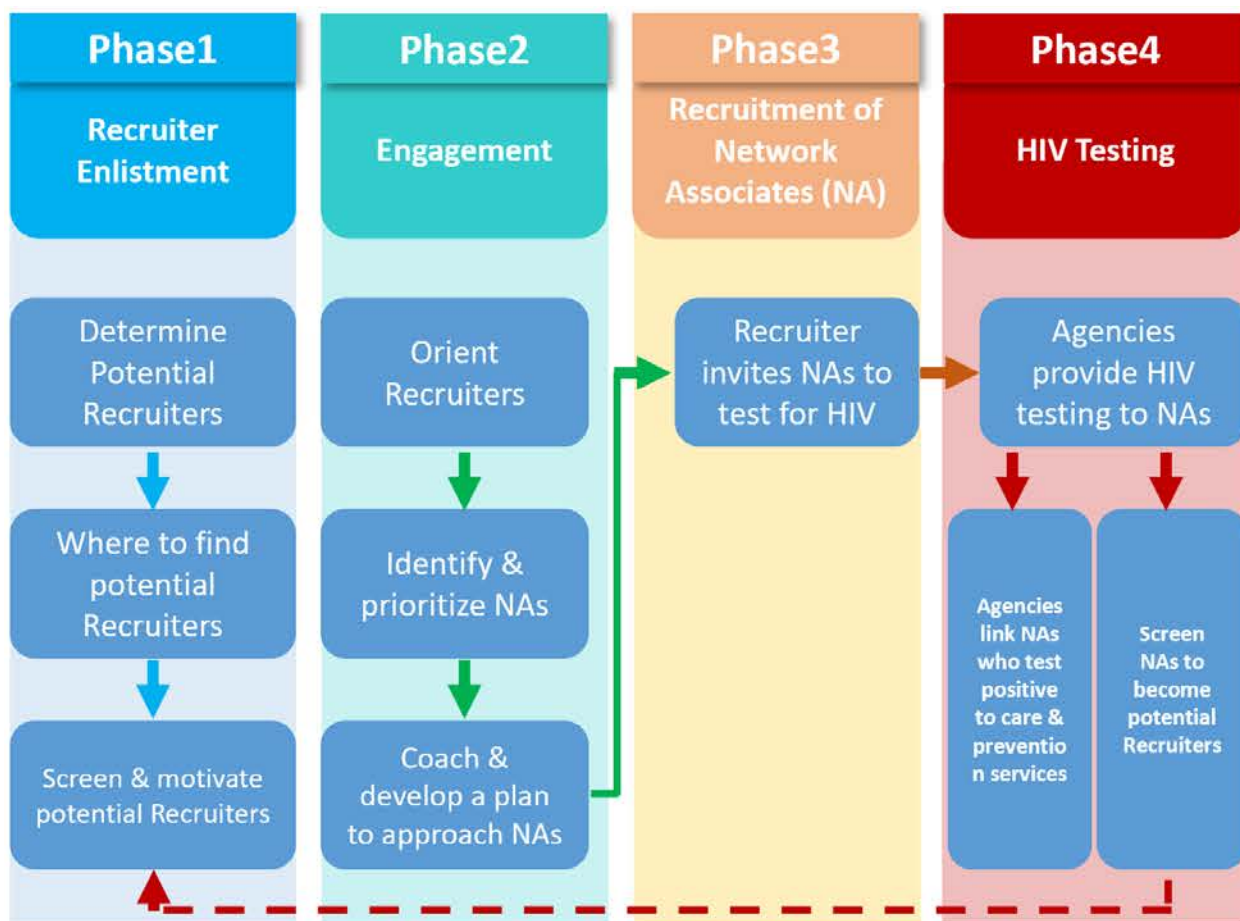 Phase1
Recruiter
Enlistment
Determine
Potential
Recruiters
Where to find
potential
Recruiters
Screen & motivate
potential Recruiters
Phase2
Engagement
Orient
Recruiters
Identify &
prioritize NAs
Coach &
develop a plan
to approach NAs
Phase3
Recruitment of
Network
Associates (NA)
Recruiter
invites NAs to
test for HIV
Phase4
HIV Testing
Agencies
provide HIV
testing to NAs
Agencies
link NAs
who test
positive
to care &
preventio
n services
Screen
NAs to
become
potential
Recruiters